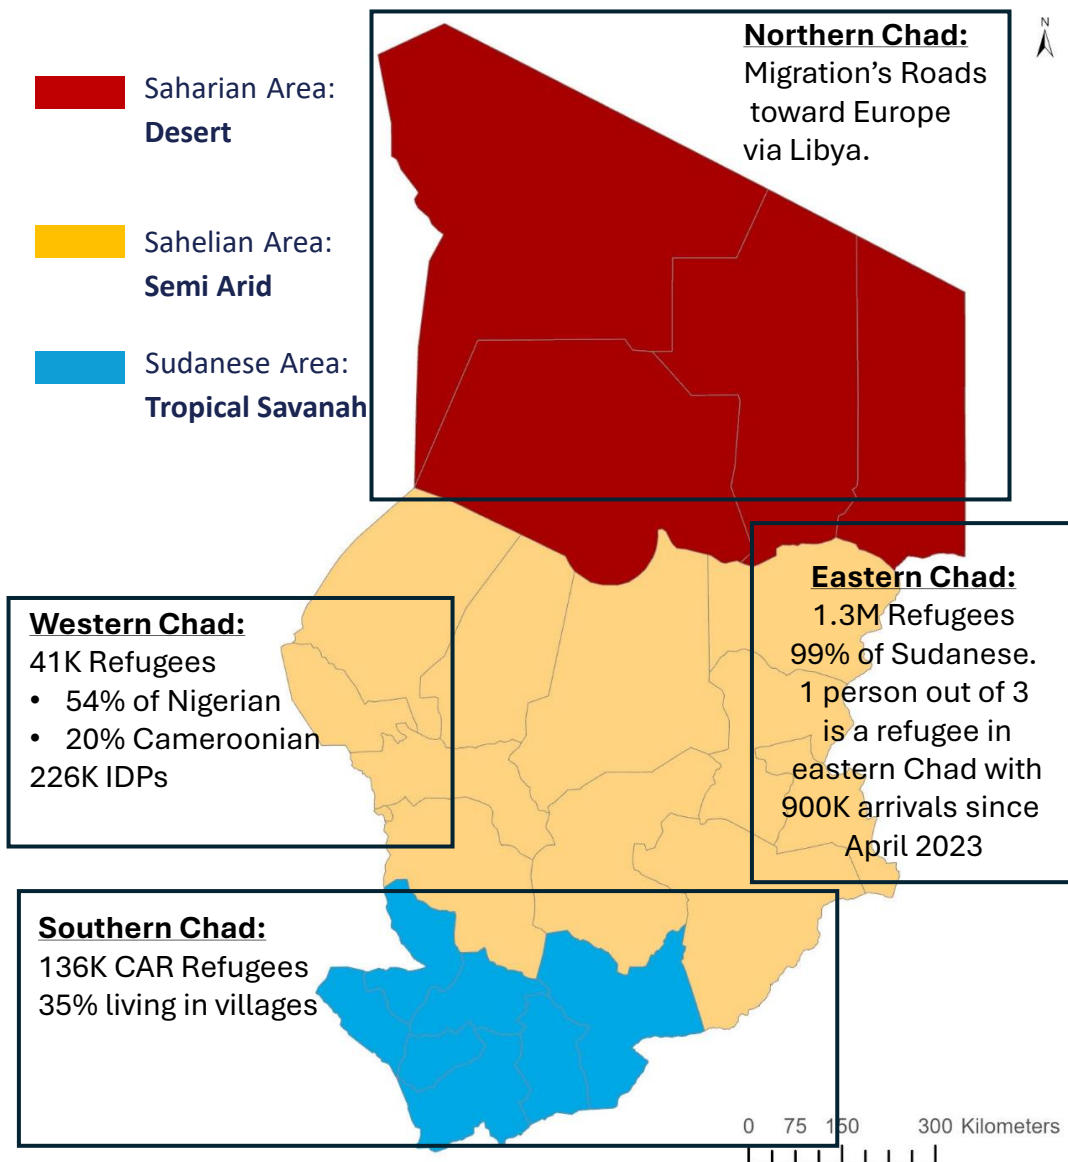 N
Northern Chad:
Migration's Roads
toward Europe
via Libya.
Saharian Area:
Desert
Sahelian Area:
Semi Arid
Sudanese Area:
Tropical Savanah
Eastern Chad:
1.3M Refugees
99% of Sudanese.
1 person out of 3
is a refugee in
eastern Chad with
900K arrivals since
April 2023
Western Chad:
41K Refugees
• 54% of Nigerian
• 20% Cameroonian
226K IDPs
Southern Chad:
136K CAR Refugees
35% living in villages
0 75 150 300 Kilometers